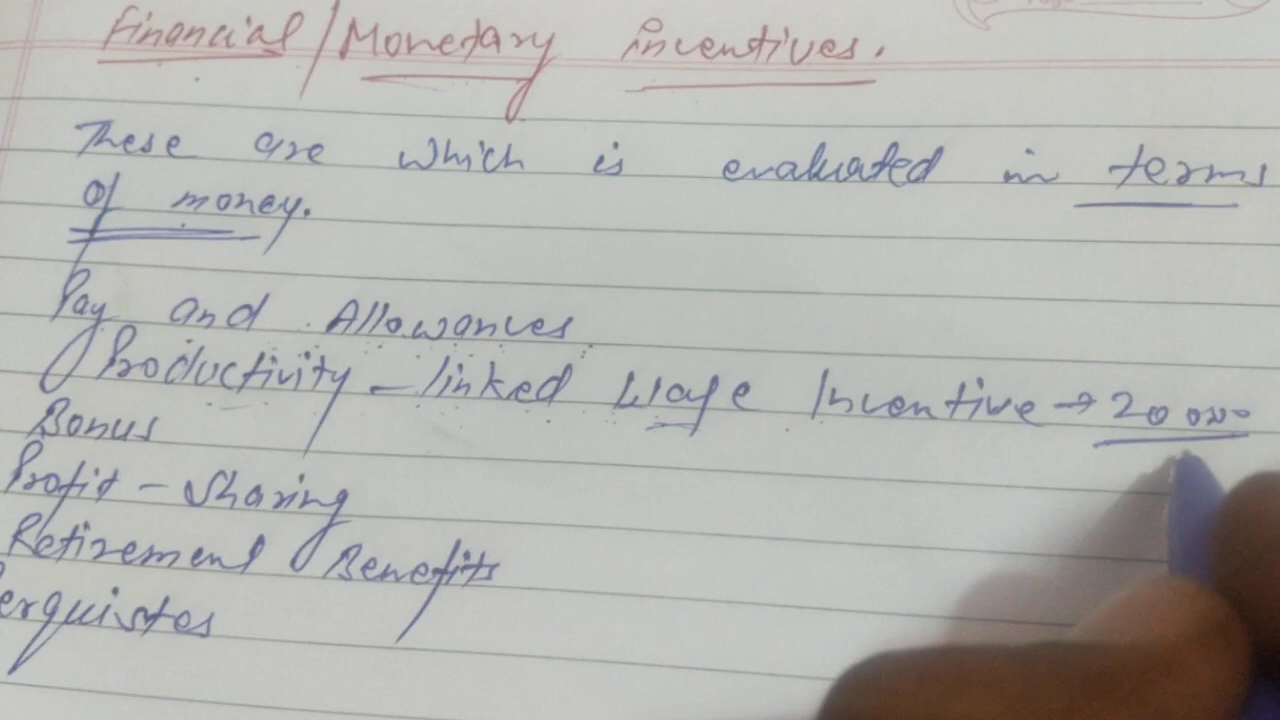 Financial/Monetary incentives.
These are which is evaluated in terms
of money.
Pay and Allowances
Productivity - linked Wage Incentive → 20000
Bonus
Profit - Sharing
Retirement Benefits
erquistes